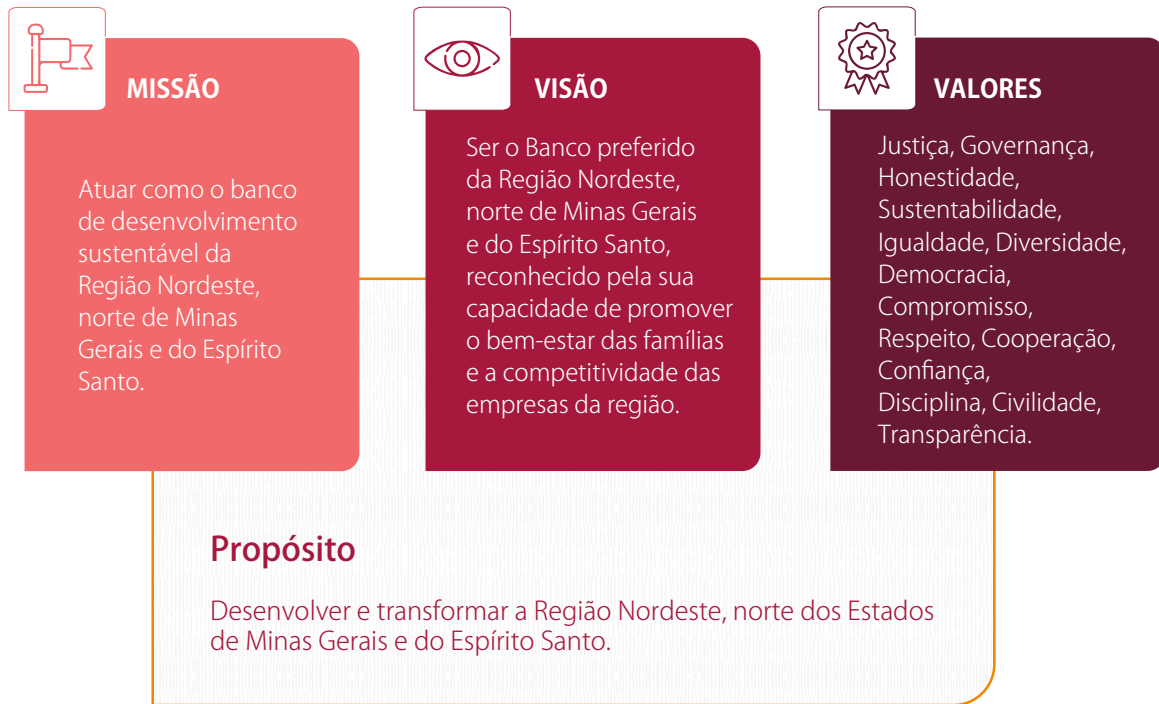 MISSÃO
Atuar como o banco
de desenvolvimento
sustentável da
Região Nordeste,
norte de Minas
Gerais e do Espírito
Santo.
VISÃO
Ser o Banco preferido
da Região Nordeste,
norte de Minas Gerais
e do Espírito Santo,
reconhecido pela sua
capacidade de promover
o bem-estar das famílias
e a competitividade das
empresas da região.
VALORES
Justiça, Governança,
Honestidade,
Sustentabilidade,
Igualdade, Diversidade,
Democracia,
Compromisso,
Respeito, Cooperação,
Confiança,
Disciplina, Civilidade,
Transparência.
Propósito
Desenvolver e transformar a Região Nordeste, norte dos Estados
de Minas Gerais e do Espírito Santo.